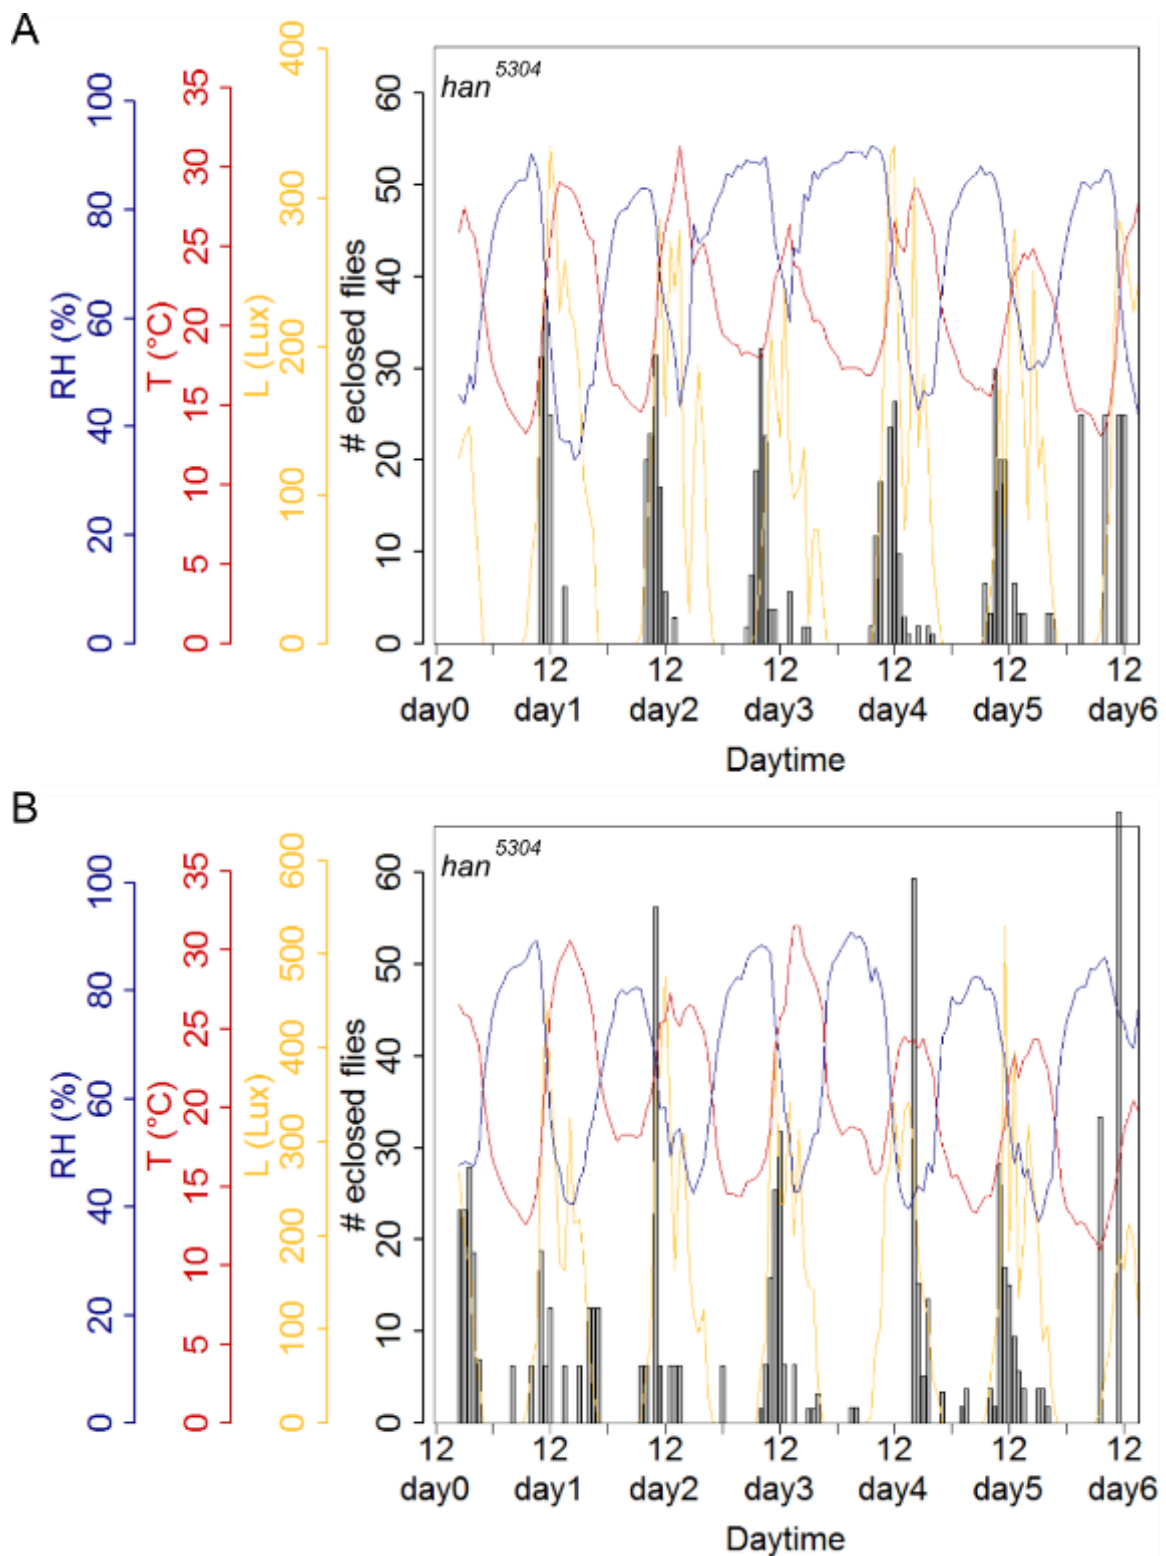 A
han 5304
RH (%)
0 20 40 60 80 100
T (°C)
0 5 10 15 20 25 30 35
L (Lux)
0 100 200 300 400
# eclosed flies
0 10 20 30 40 50 60
12 12 12 12 12 12 12
day0 day1 day2 day3 day4 day5 day6
Daytime
B
han 5304
RH (%)
0 20 40 60 80 100
T (°C)
0 5 10 15 20 25 30 35
L (Lux)
0 100 200 300 400 500 600
# eclosed flies
0 10 20 30 40 50 60
12 12 12 12 12 12 12
day0 day1 day2 day3 day4 day5 day6
Daytime